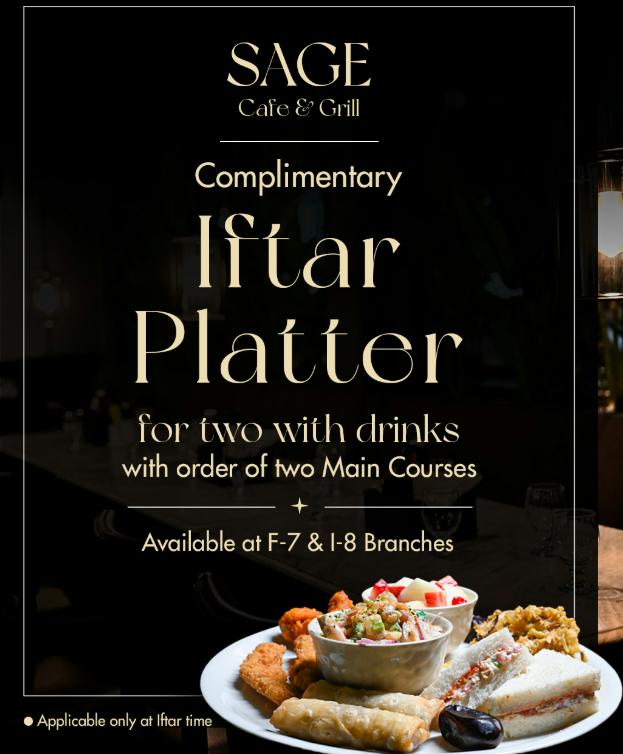 SAGE
Cafe & Grill
Complimentary
Iftar
Platter
for two with drinks
with order of two Main Courses
Available at F-7 & I-8 Branches
● Applicable only at Iftar time